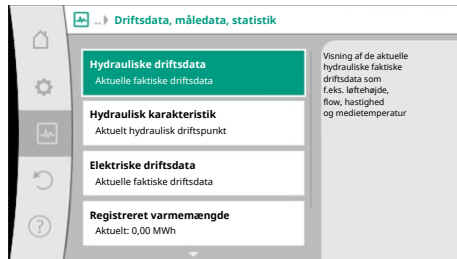 .. Driftsdata, måledata, statistik
Hydrauliske driftsdata
Aktuelle faktiske driftsdata
Hydraulisk karakteristik
Aktuelt hydraulisk driftspunkt
Elektriske driftsdata
Aktuelle faktiske driftsdata
Registreret varmemængde
Aktuelt: 0,00 MWh
Visning af de aktuelle
hydrauliske faktiske
driftsdata som
f.eks. løftehøjde,
flow, hastighed
og medietemperatur
?